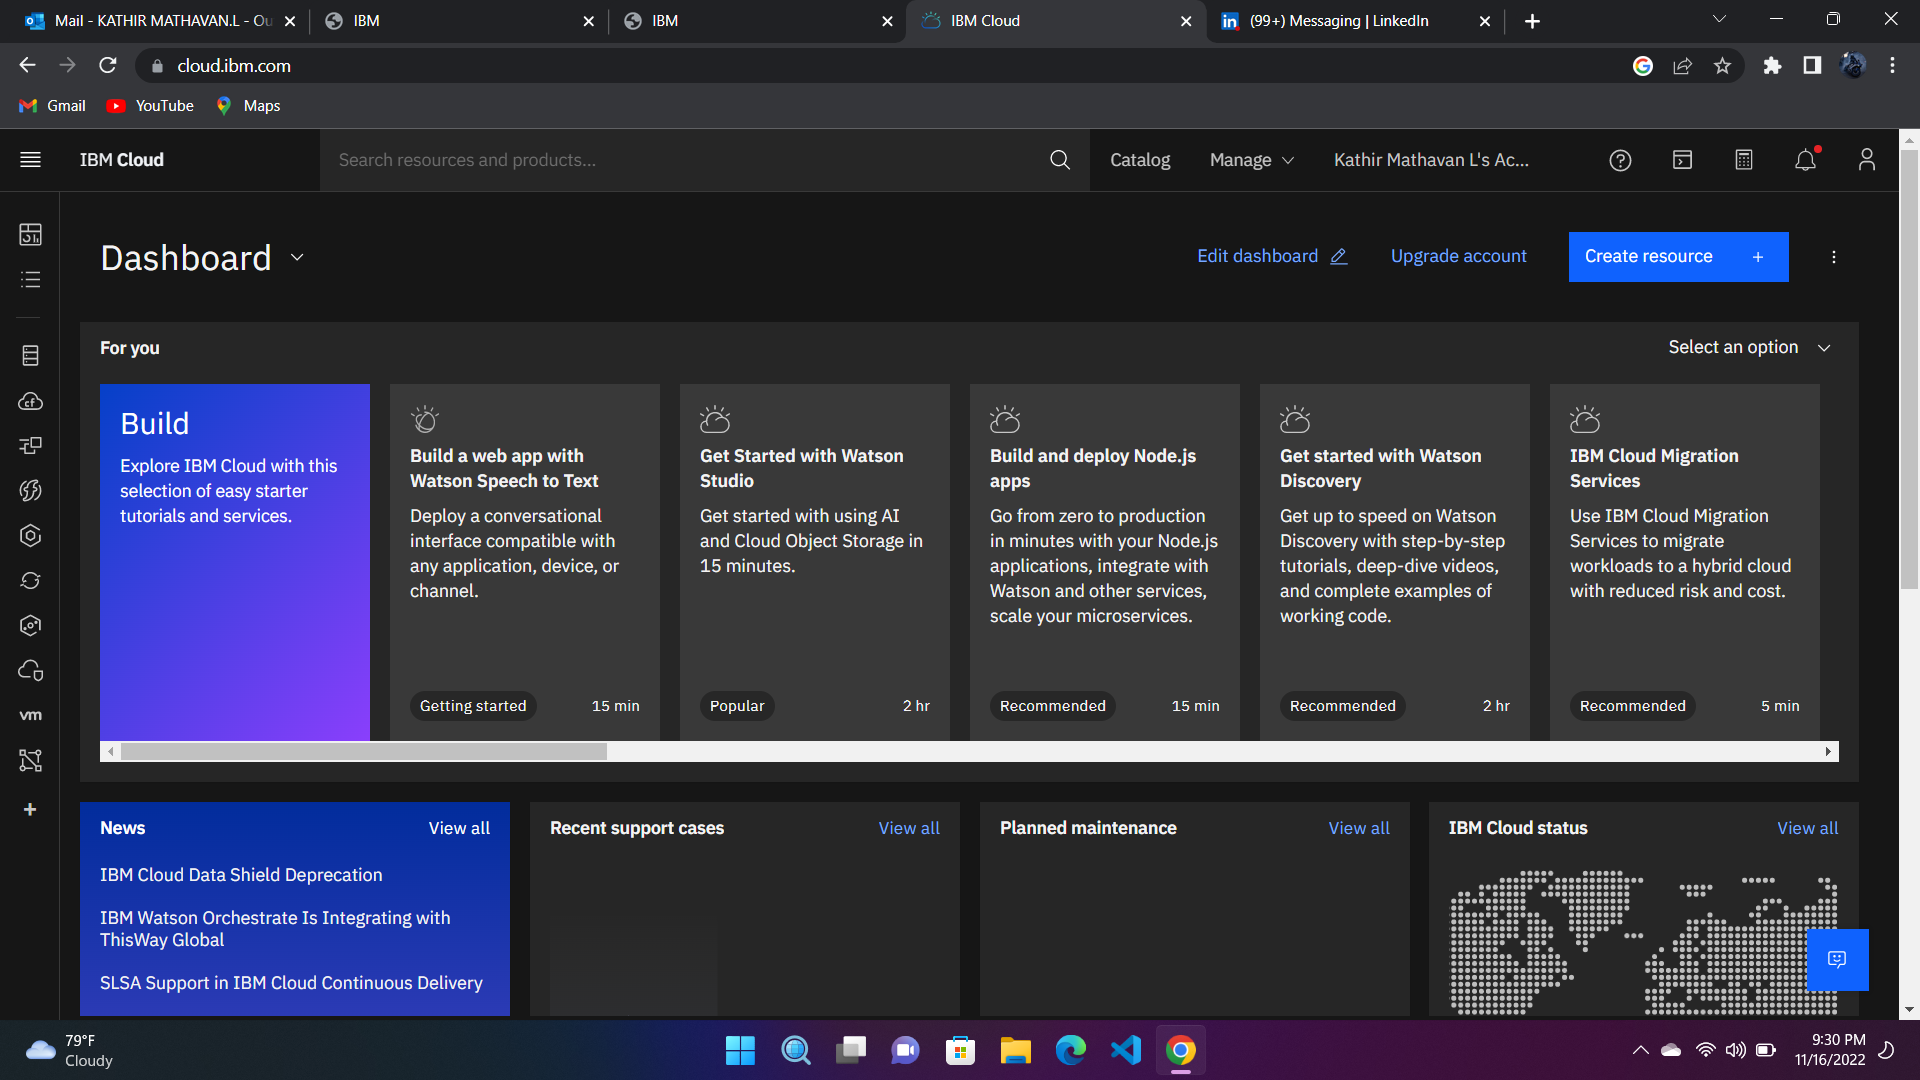 Mail - KATHIR MATHAVAN.L - Ou
IBM
IBM
IBM Cloud
(99+) Messaging | LinkedIn
cloud.ibm.com
Gmail
YouTube
Maps
IBM Cloud
Search resources and products...
Catalog
Manage
Kathir Mathavan L's Ac...
Dashboard
Edit dashboard
Upgrade account
Create resource +
For you
Select an option
Build
Explore IBM Cloud with this
selection of easy starter
tutorials and services.
Build a web app with
Watson Speech to Text
Deploy a conversational
interface compatible with
any application, device, or
channel.
Getting started
15 min
Get Started with Watson
Studio
Get started with using AI
and Cloud Object Storage in
15 minutes.
Popular
2 hr
Build and deploy Node.js
apps
Go from zero to production
in minutes with your Node.js
applications, integrate with
Watson and other services,
scale your microservices.
Recommended
15 min
Get started with Watson
Discovery
Get up to speed on Watson
Discovery with step-by-step
tutorials, deep-dive videos,
and complete examples of
working code.
Recommended
2 hr
IBM Cloud Migration
Services
Use IBM Cloud Migration
Services to migrate
workloads to a hybrid cloud
with reduced risk and cost.
Recommended
5 min
cf
vm
News
View all
IBM Cloud Data Shield Deprecation
IBM Watson Orchestrate Is Integrating with
ThisWay Global
SLSA Support in IBM Cloud Continuous Delivery
Recent support cases
View all
Planned maintenance
View all
IBM Cloud status
View all
79°F
Cloudy
9:30 PM
11/16/2022